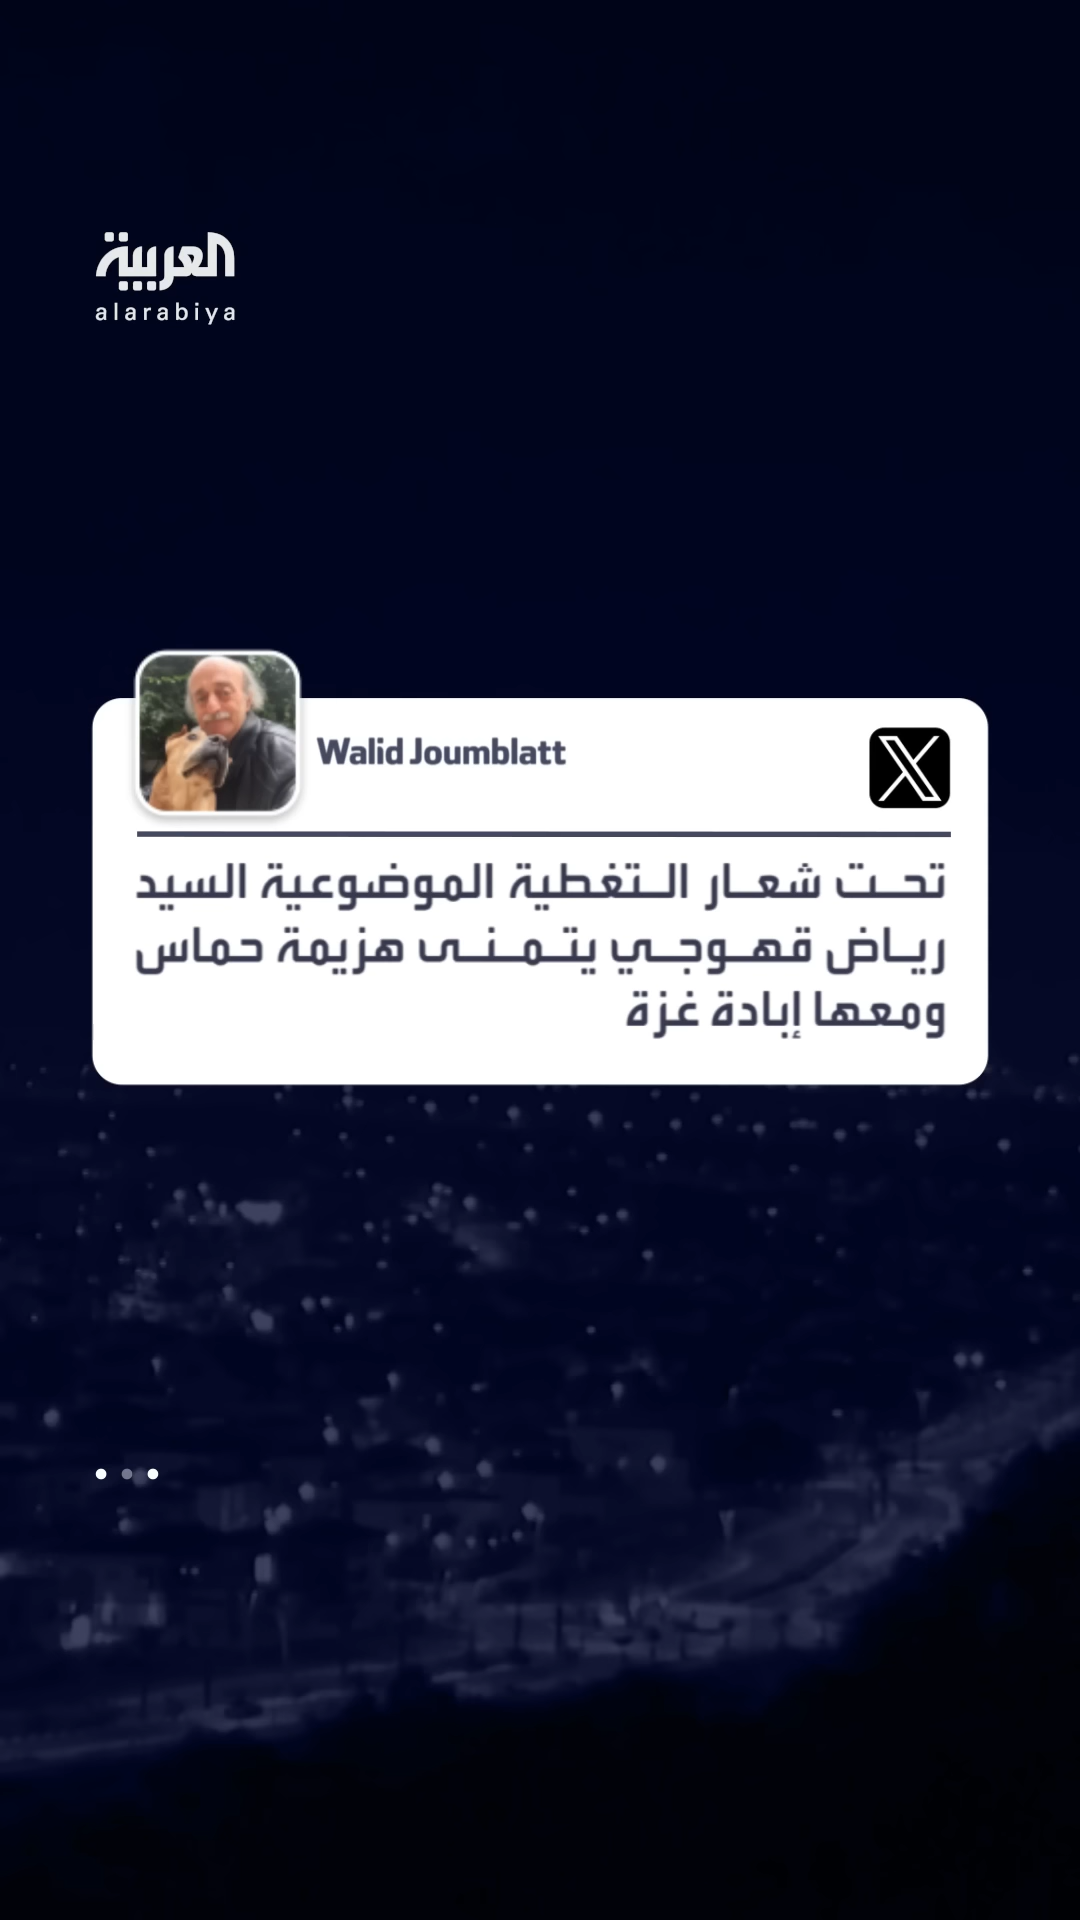 العربية
alarabiya
Walid Joumblatt
تحت شعار التغطية الموضوعية السيد
رياض قهوجي يتمنى هزيمة حماس
ومعها إبادة غزة